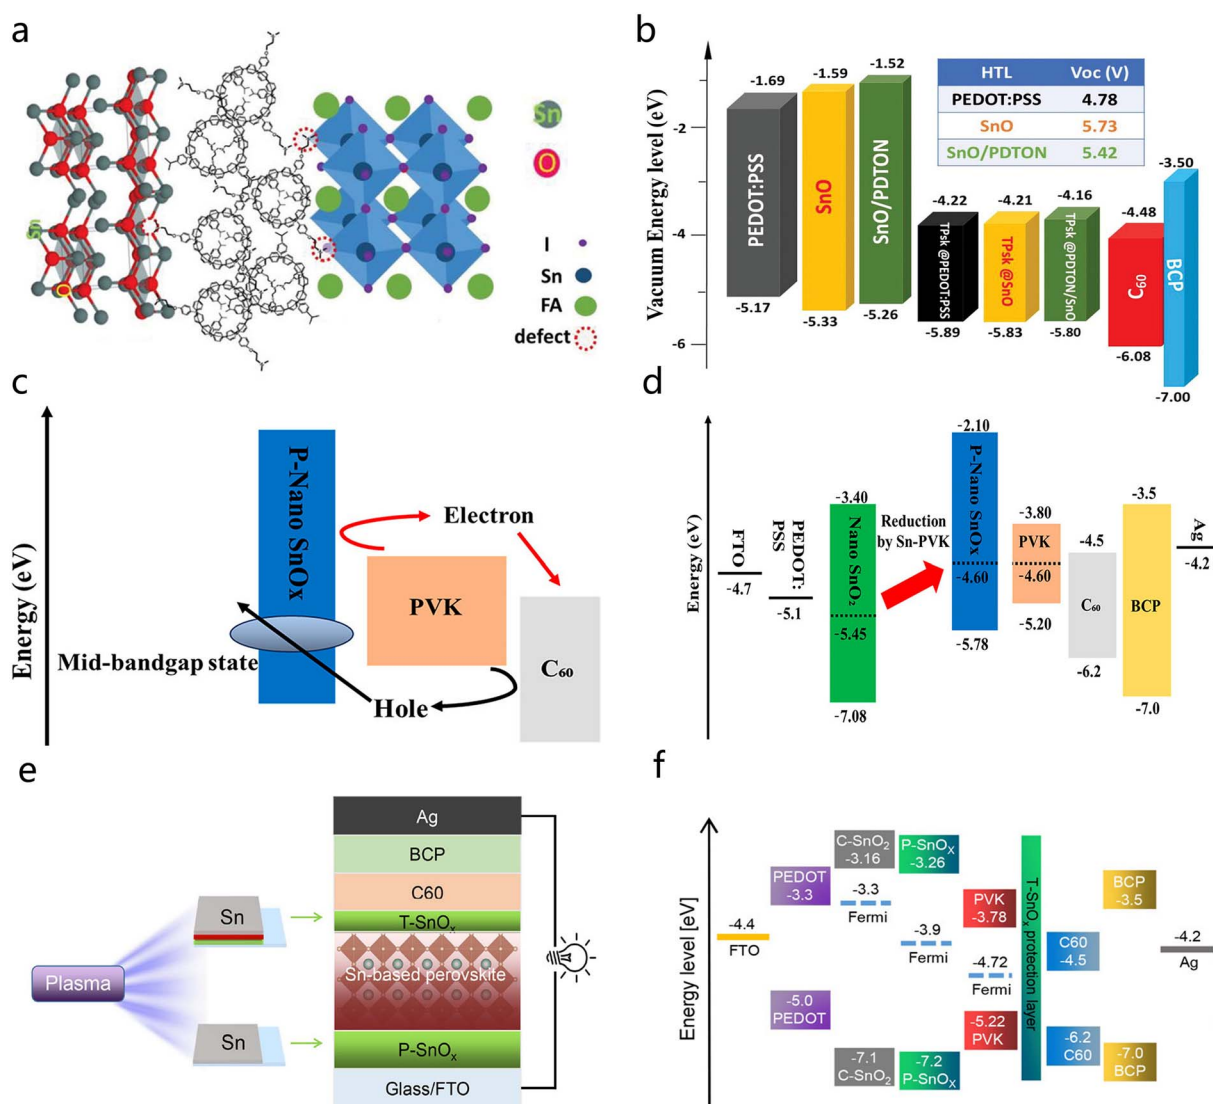 a
Sn
O
Sn
O
I
Sn
FA
defect
b
Vacuum Energy level (eV)
-2
-4
-6
-1.69
-1.59
-1.52
PEDOT:PSS
SnO
SnO/PDTON
-5.17
-5.33
-5.26
HTL Voc (V)
PEDOT:PSS 4.78
SnO 5.73
SnO/PDTON 5.42
-4.22
-4.21
-4.16
-4.48
-3.50
TPsk @PEDOT:PSS
TPsk @SnO
TPsk @PDTON/SnO
C₆₀
BCP
-5.89
-5.83
-5.80
-6.08
-7.00
c
Energy (eV)
P-Nano SnOx
Electron
PVK
C₆₀
Mid-bandgap state
Hole
d
Energy (eV)
FTO
-4.7
PEDOT:
PSS
-5.1
-3.40
Nano SnO₂
-5.45
-7.08
Reduction
by Sn-PVK
-2.10
P-Nano SnOx
-4.60
-5.78
-3.80
PVK
-4.60
-5.20
-4.5
C₆₀
-6.2
-3.5
BCP
-7.0
Ag
-4.2
e
Plasma
Sn
Sn
Ag
BCP
C60
T-SnOₓ
Sn-based perovskite
P-SnOₓ
Glass/FTO
f
Energy level [eV]
-4.4
FTO
PEDOT
-3.3
-5.0
PEDOT
C-SnO₂
-3.16
-3.3
Fermi
-7.1
C-SnO₂
P-SnOₓ
-3.26
-3.9
Fermi
-7.2
P-SnOₓ
PVK
-3.78
-4.72
Fermi
-5.22
PVK
T-SnOₓ protection layer
C60
-4.5
-6.2
C60
BCP
-3.5
-7.0
BCP
-4.2
Ag